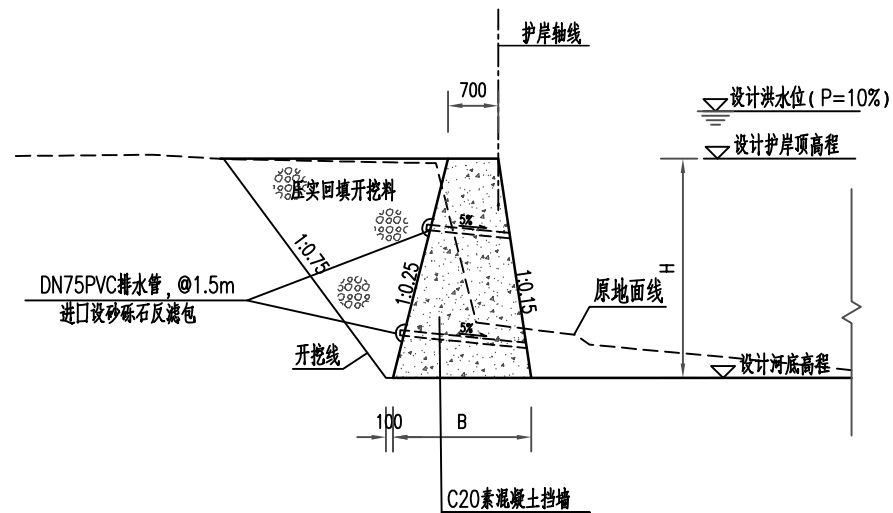 护岸轴线
700
设计洪水位(P=10%)
设计护岸顶高程
压实回填开挖料
5%
1:0.75
1:0.25
1:0.15
H
DN75PVC排水管,@1.5m
进口设砂砾石反滤包
原地面线
5%
开挖线
设计河底高程
100
B
C20素混凝土挡墙